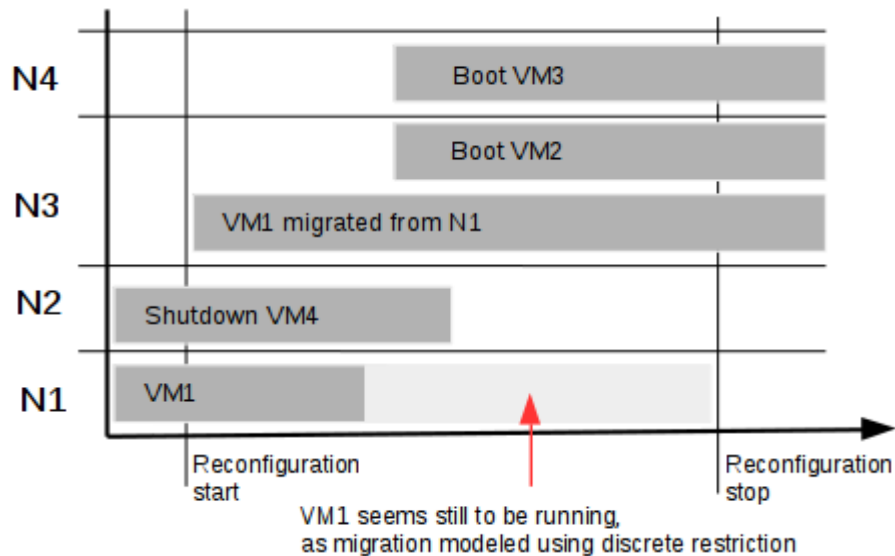 N4
Boot VM3
Boot VM2
N3
VM1 migrated from N1
N2
Shutdown VM4
N1
VM1
Reconfiguration
start
Reconfiguration
stop
VM1 seems still to be running,
as migration modeled using discrete restriction